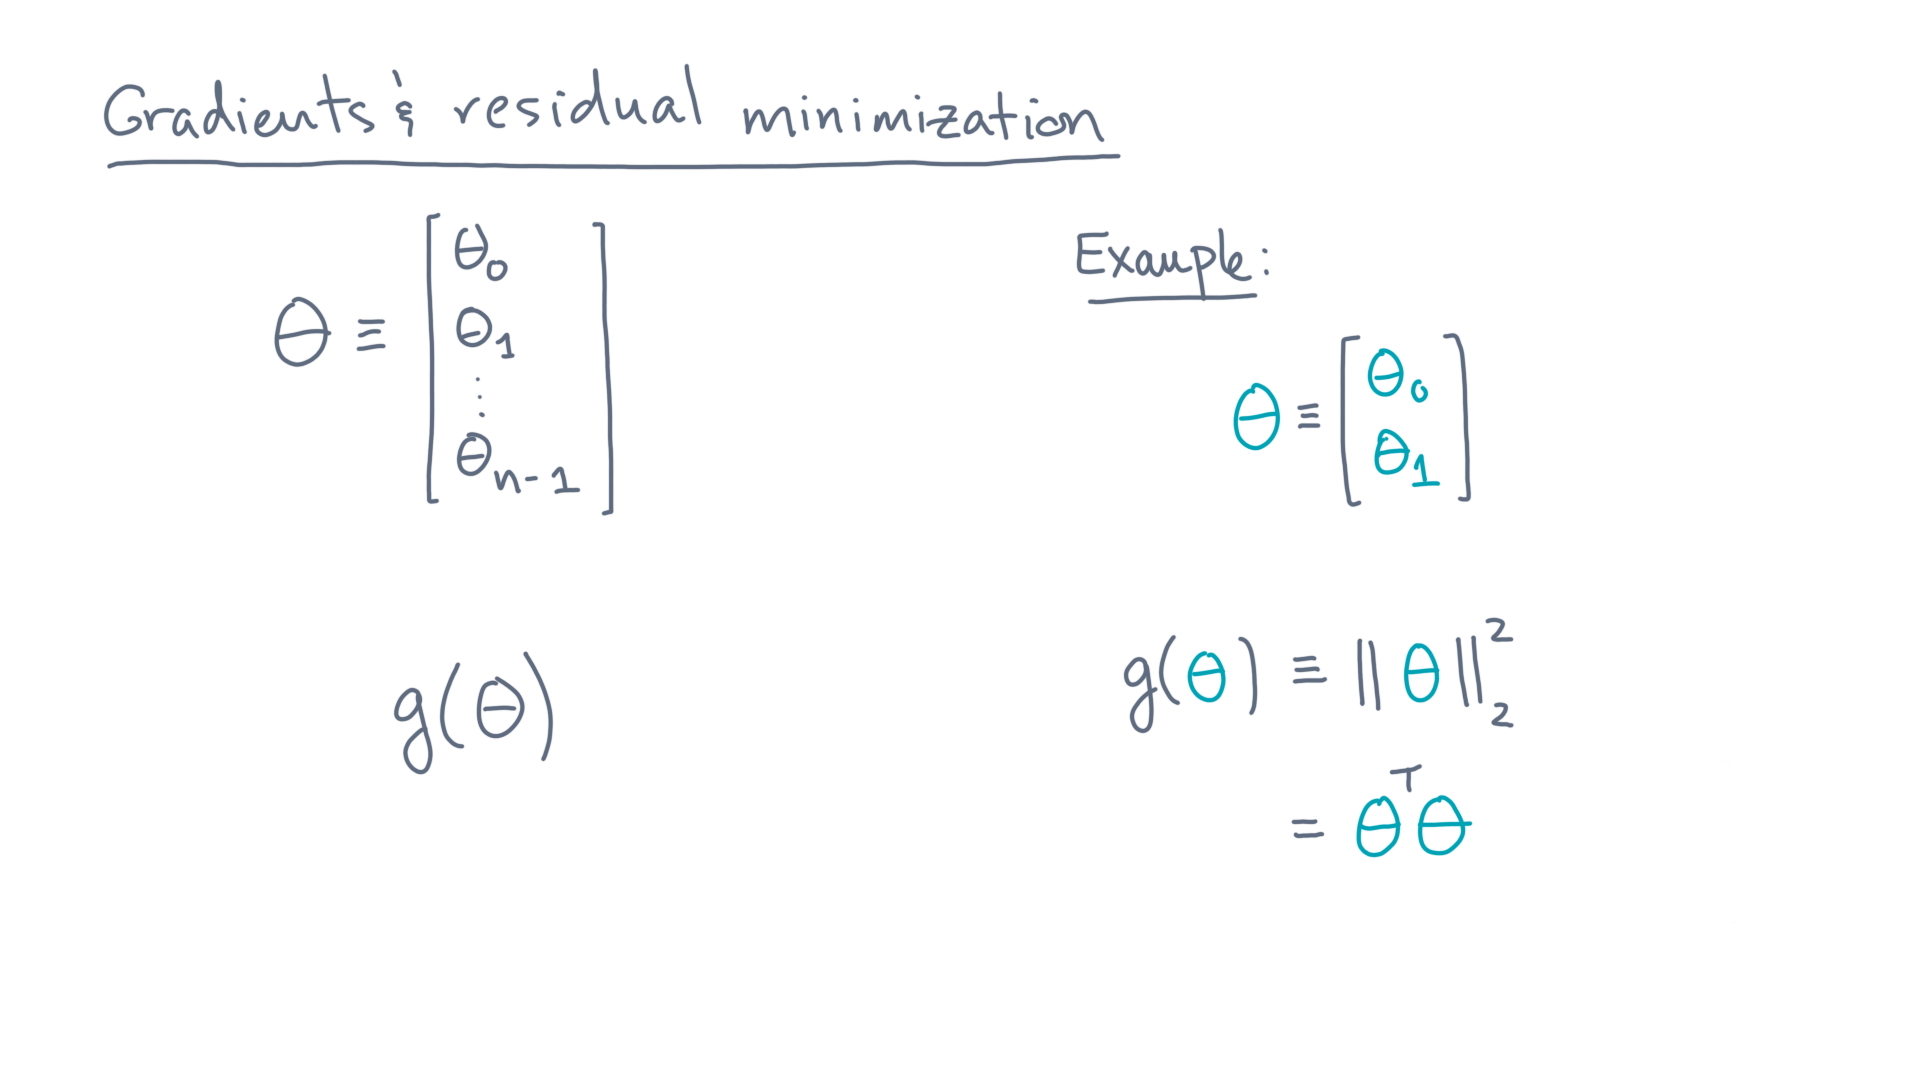 Gradients & residual minimization
θ ≡ [ θ₀
θ₁
⋮
θₙ₋₁ ]
g(θ)
Example:
θ ≡ [ θ₀
θ₁ ]
g(θ) ≡ ‖θ‖₂²
= θᵀθ